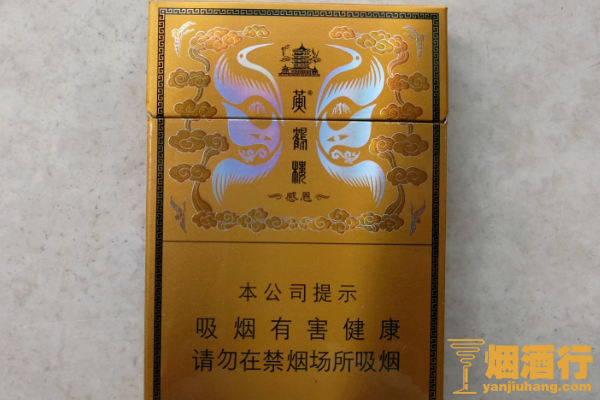 黄鹤楼®
感恩
本公司提示
吸烟有害健康
请勿在禁烟场所吸烟
烟酒行
yanjiuhang.com